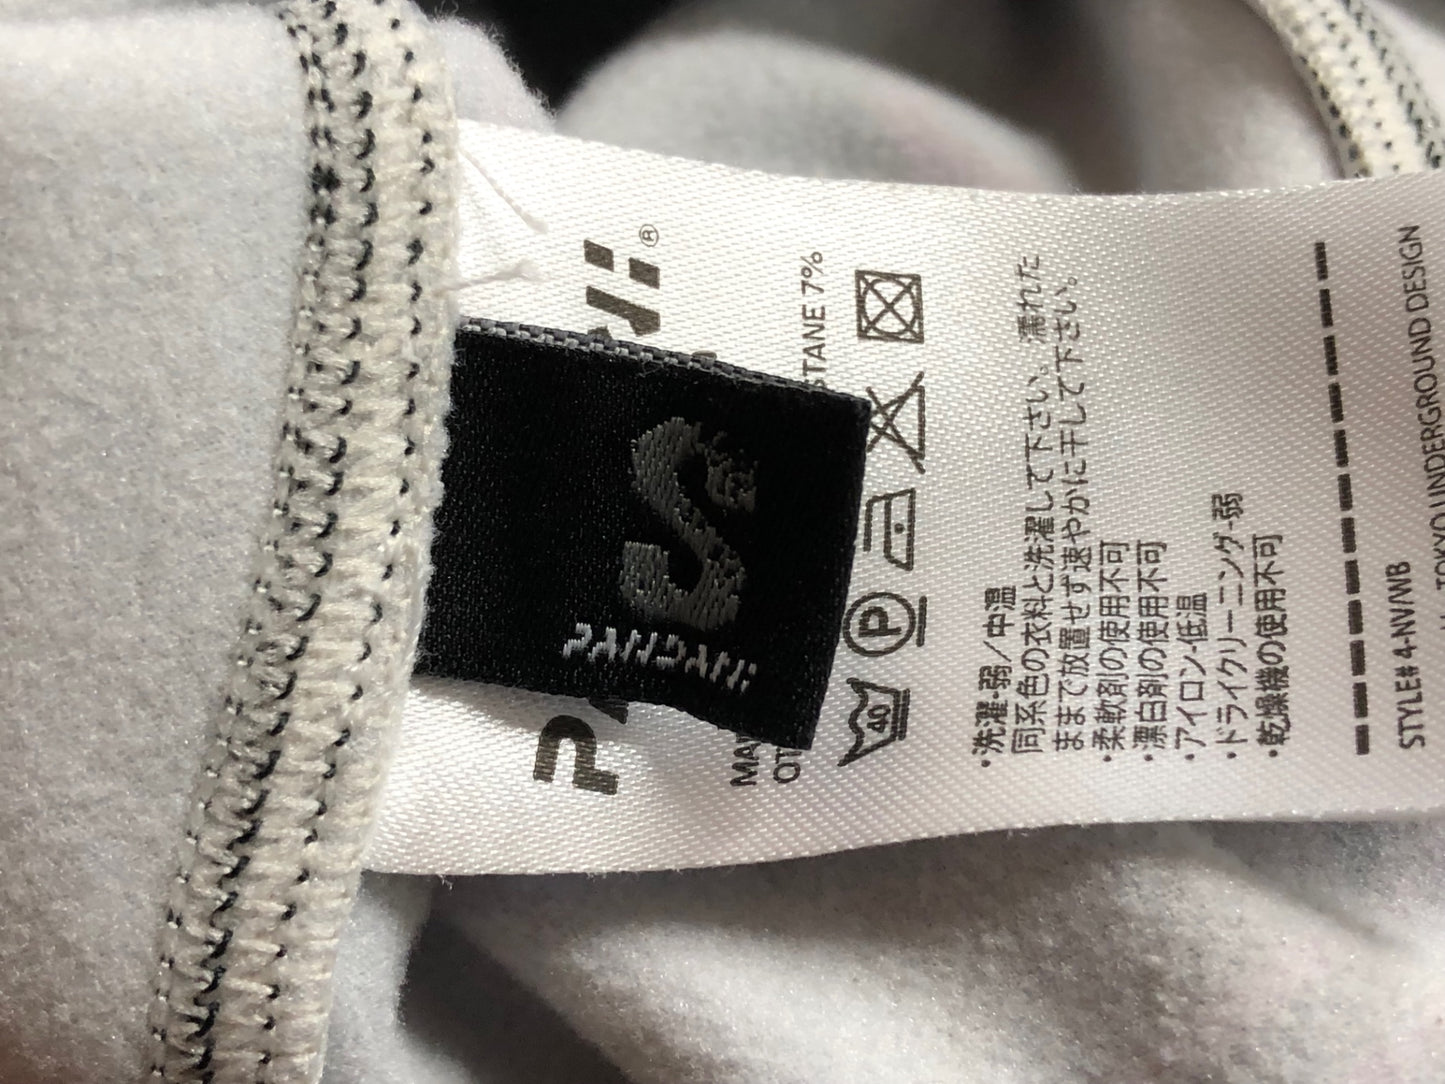 S
PANDANI
®
MA
OT
STANE 7%
40
P
・洗濯-弱/中温
同系色の衣料と洗濯して下さい。濡れた
ままで放置せず速やかに干して下さい。
・柔軟剤の使用不可
・漂白剤の使用不可
・アイロン-低温
・ドライクリーニング-弱
・乾燥機の使用不可
STYLE# 4-NV/WB
TOKYO UNDERGROUND DESIGN